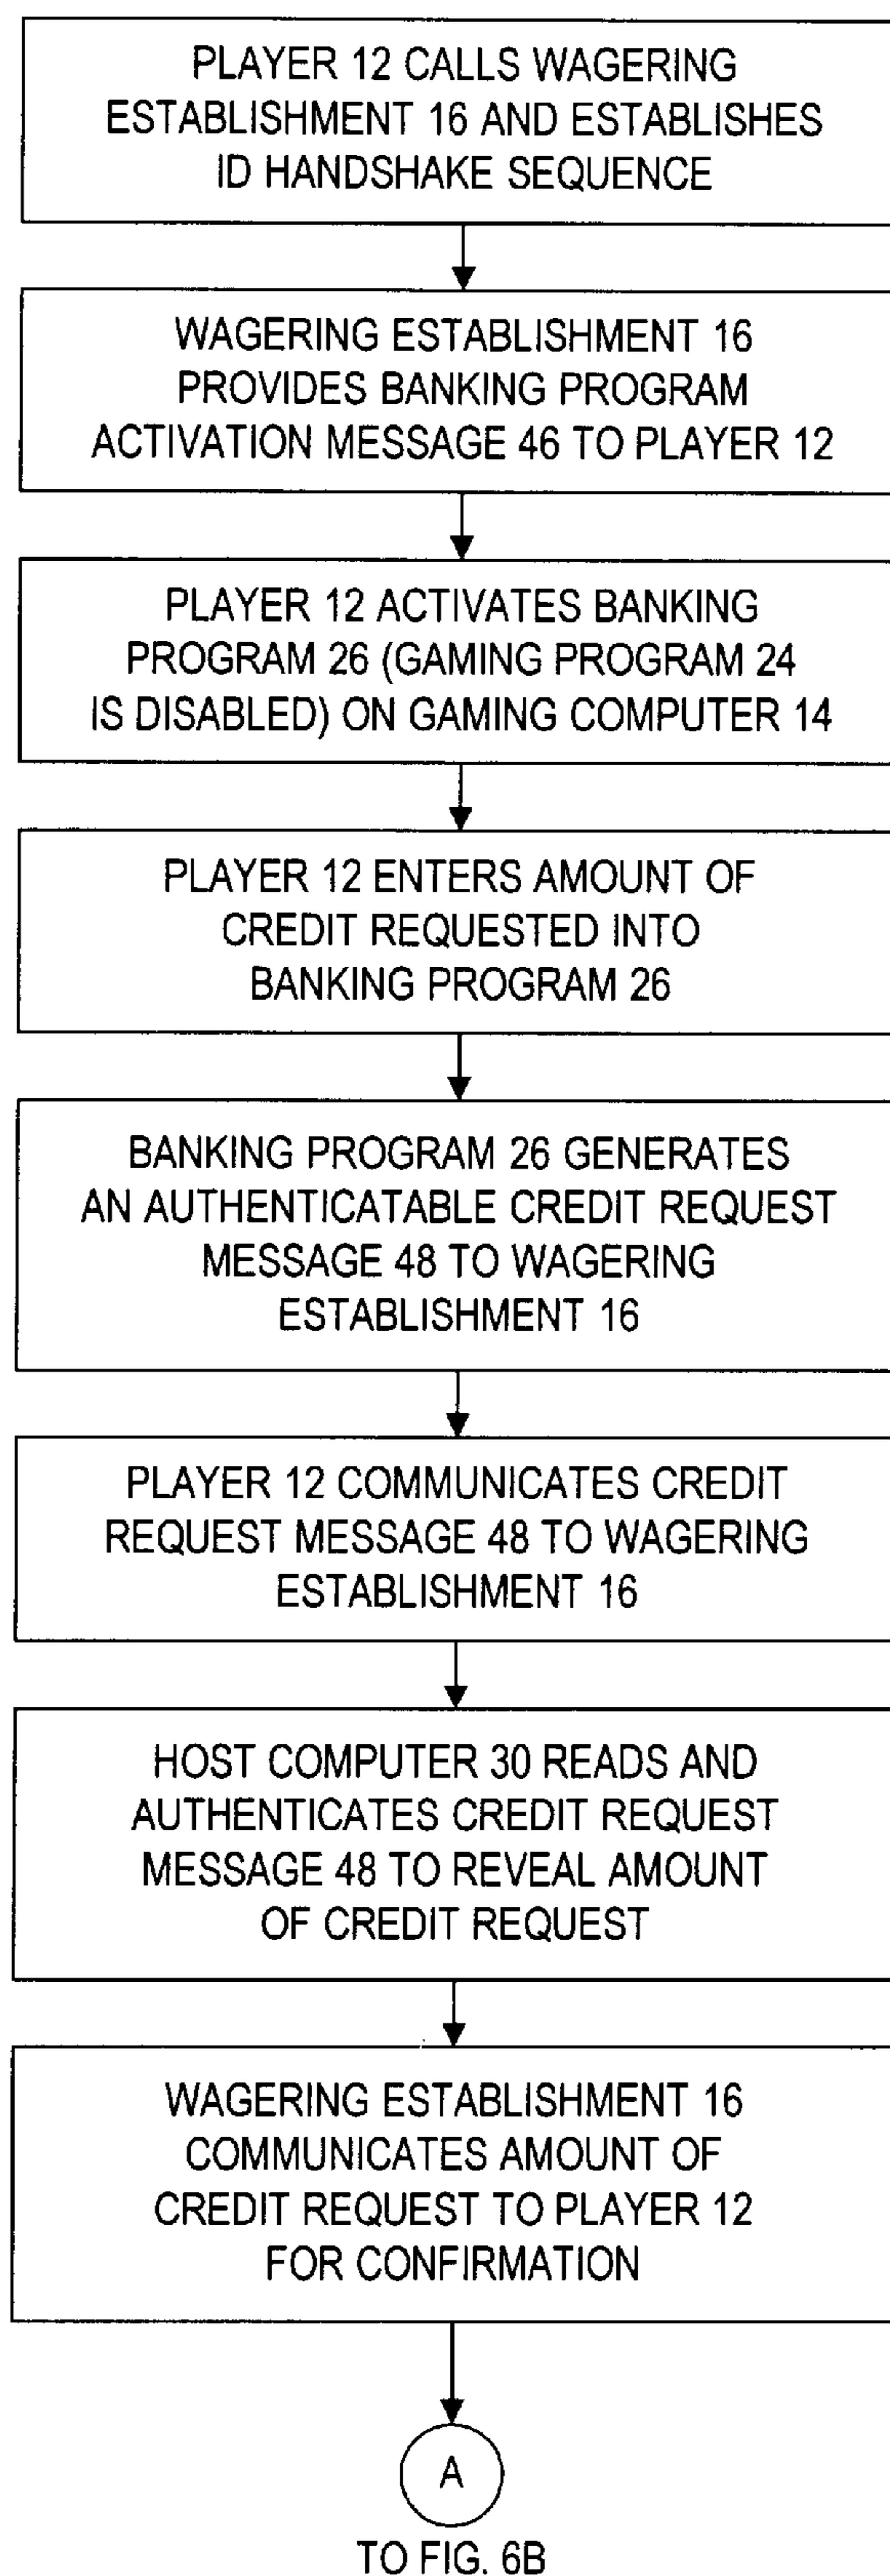 PLAYER 12 CALLS WAGERING
ESTABLISHMENT 16 AND ESTABLISHES
ID HANDSHAKE SEQUENCE
WAGERING ESTABLISHMENT 16
PROVIDES BANKING PROGRAM
ACTIVATION MESSAGE 46 TO PLAYER 12
PLAYER 12 ACTIVATES BANKING
PROGRAM 26 (GAMING PROGRAM 24
IS DISABLED) ON GAMING COMPUTER 14
PLAYER 12 ENTERS AMOUNT OF
CREDIT REQUESTED INTO
BANKING PROGRAM 26
BANKING PROGRAM 26 GENERATES
AN AUTHENTICATABLE CREDIT REQUEST
MESSAGE 48 TO WAGERING
ESTABLISHMENT 16
PLAYER 12 COMMUNICATES CREDIT
REQUEST MESSAGE 48 TO WAGERING
ESTABLISHMENT 16
HOST COMPUTER 30 READS AND
AUTHENTICATES CREDIT REQUEST
MESSAGE 48 TO REVEAL AMOUNT
OF CREDIT REQUEST
WAGERING ESTABLISHMENT 16
COMMUNICATES AMOUNT OF
CREDIT REQUEST TO PLAYER 12
FOR CONFIRMATION
A
TO FIG. 6B